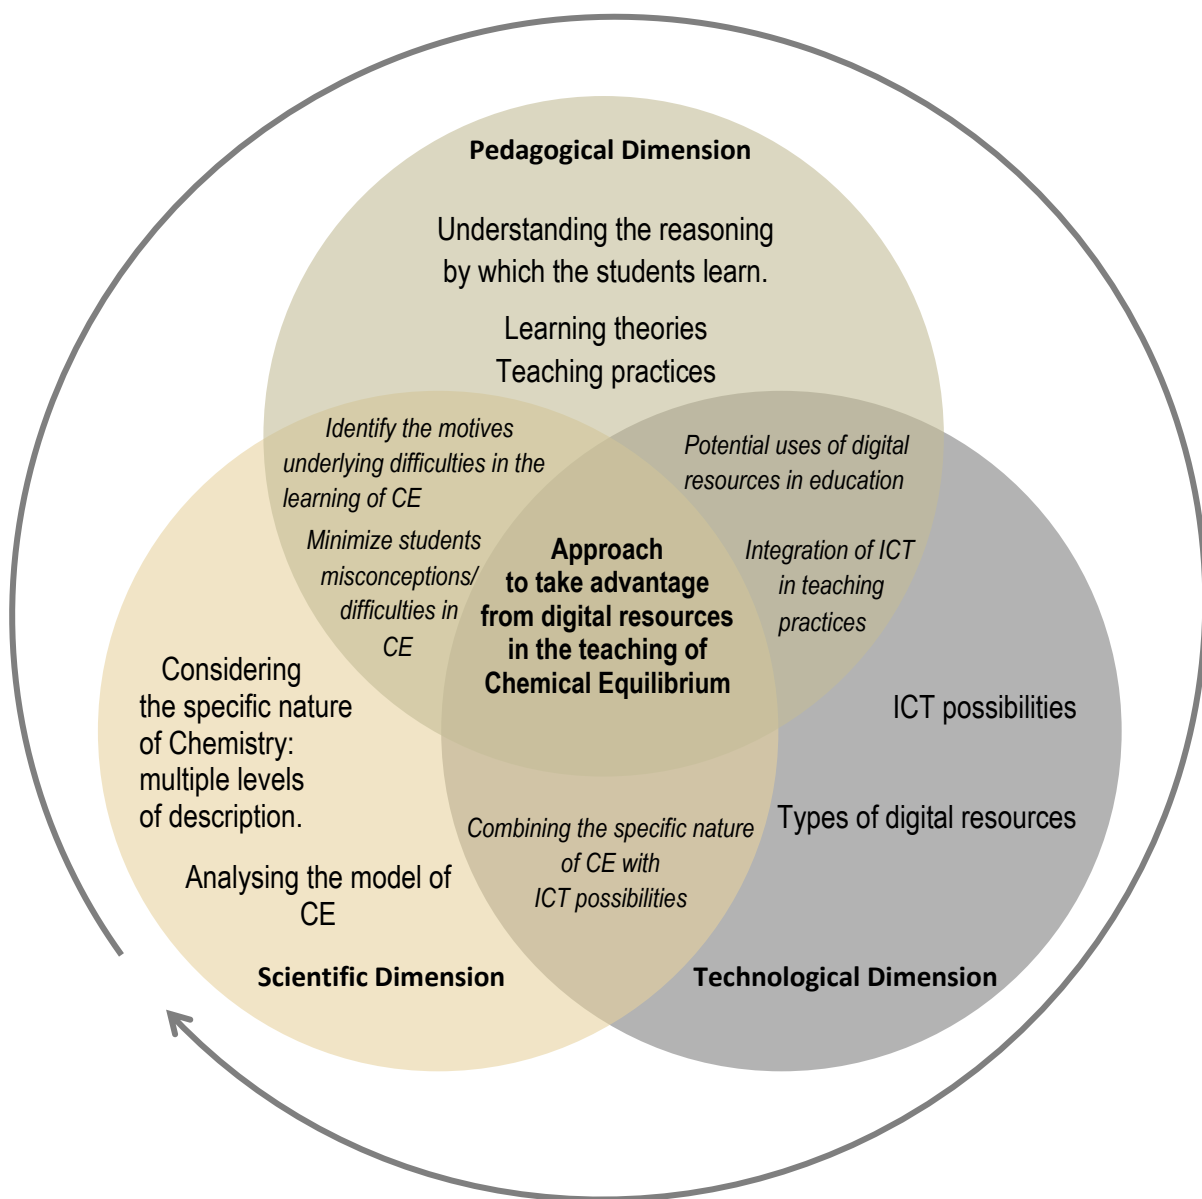 Pedagogical Dimension
Understanding the reasoning
by which the students learn.
Learning theories
Teaching practices
Identify the motives
underlying difficulties in the
learning of CE
Minimize students
misconceptions/
difficulties in
CE
Potential uses of digital
resources in education
Integration of ICT
in teaching
practices
Approach
to take advantage
from digital resources
in the teaching of
Chemical Equilibrium
Considering
the specific nature
of Chemistry:
multiple levels
of description.
Analysing the model of
CE
Scientific Dimension
Combining the specific nature
of CE with
ICT possibilities
ICT possibilities
Types of digital resources
Technological Dimension